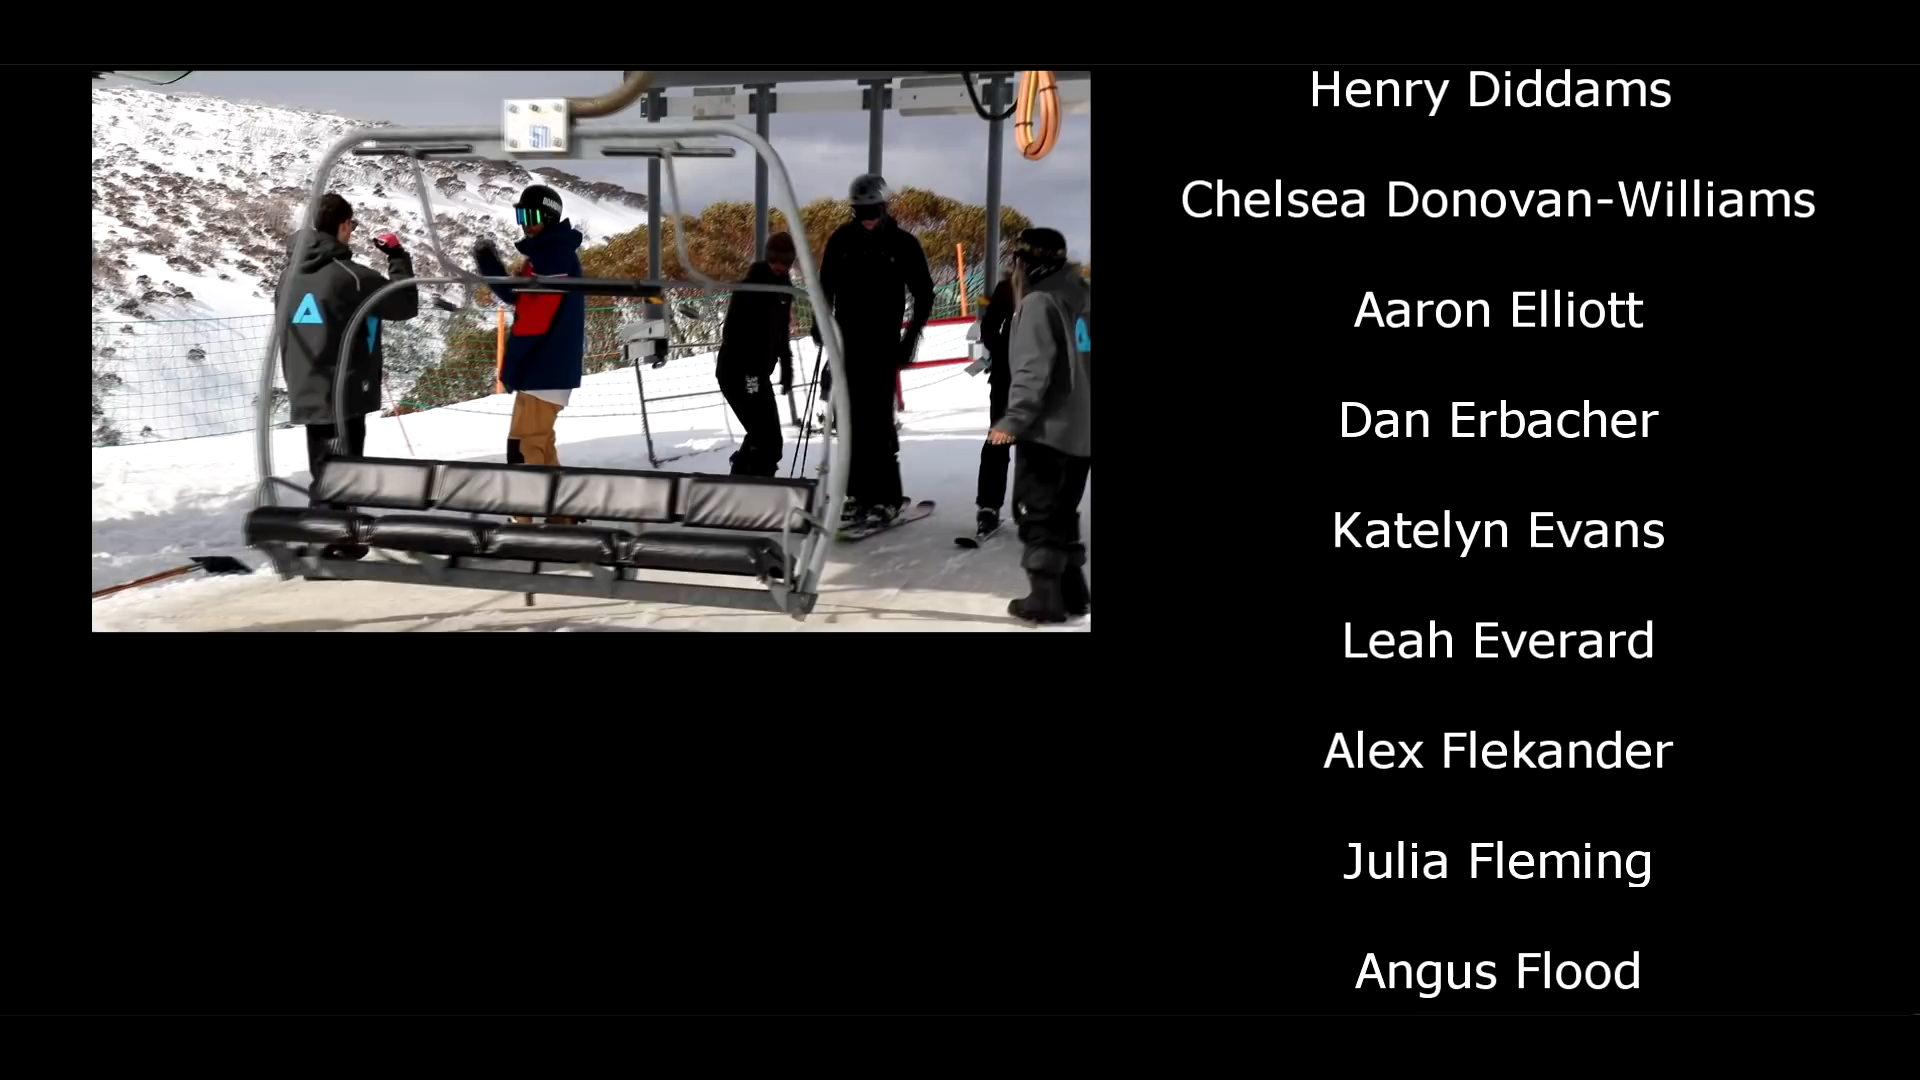 Henry Diddams
Chelsea Donovan-Williams
Aaron Elliott
Dan Erbacher
Katelyn Evans
Leah Everard
Alex Flekander
Julia Fleming
Angus Flood